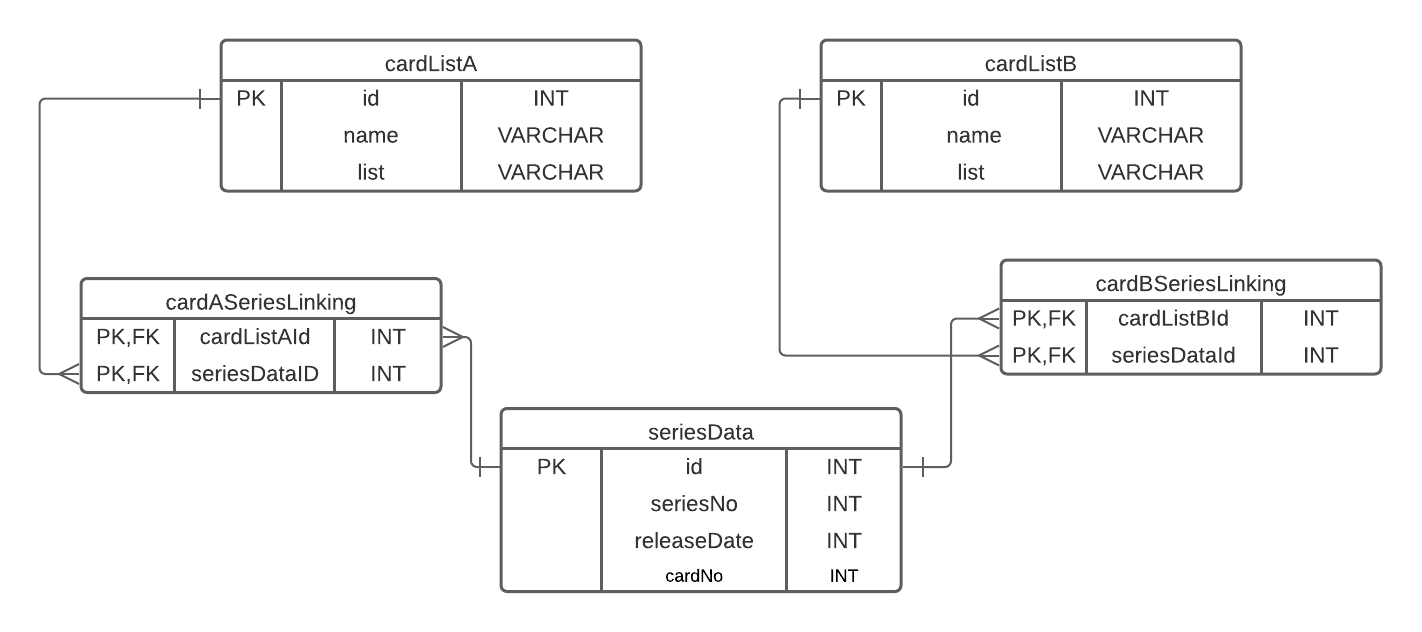 cardListA
PK id INT
name VARCHAR
list VARCHAR
cardListB
PK id INT
name VARCHAR
list VARCHAR
cardASeriesLinking
PK,FK cardListAId INT
PK,FK seriesDataID INT
cardBSeriesLinking
PK,FK cardListBId INT
PK,FK seriesDataId INT
seriesData
PK id INT
seriesNo INT
releaseDate INT
cardNo INT